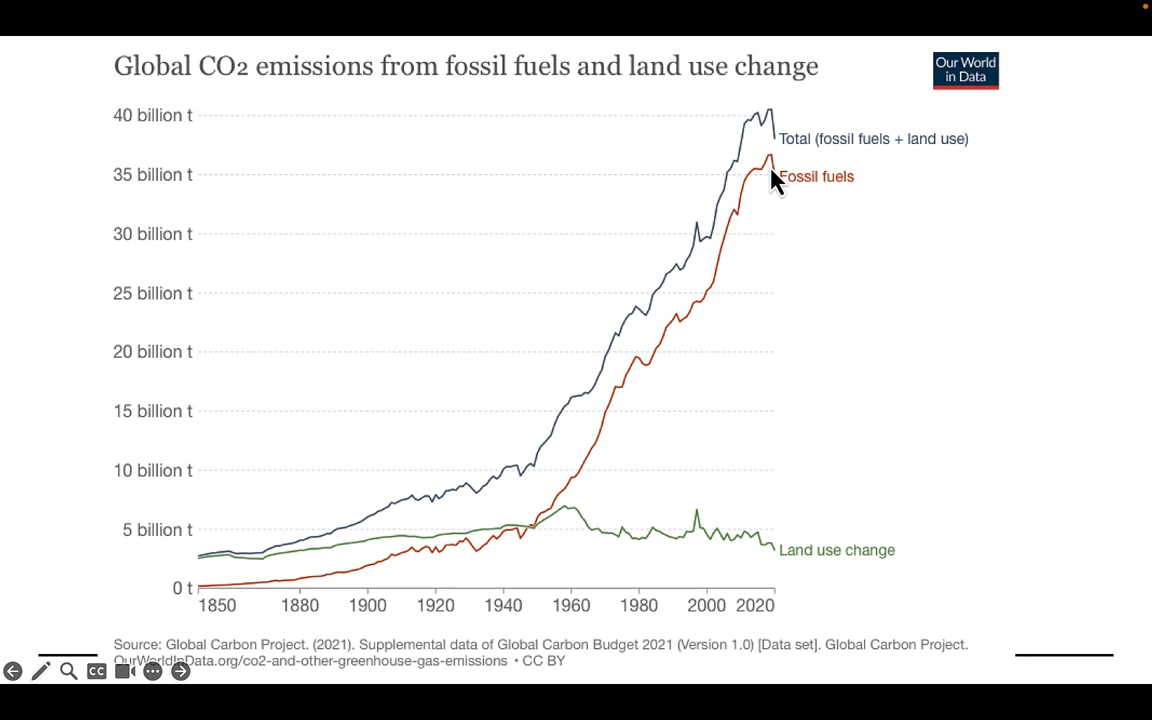 Global CO2 emissions from fossil fuels and land use change
Our World
in Data
40 billion t
Total (fossil fuels + land use)
35 billion t
Fossil fuels
30 billion t
25 billion t
20 billion t
15 billion t
10 billion t
5 billion t
Land use change
0 t
1850 1880 1900 1920 1940 1960 1980 2000 2020
Source: Global Carbon Project. (2021). Supplemental data of Global Carbon Budget 2021 (Version 1.0) [Data set]. Global Carbon Project.
OurWorldInData.org/co2-and-other-greenhouse-gas-emissions • CC BY
CC